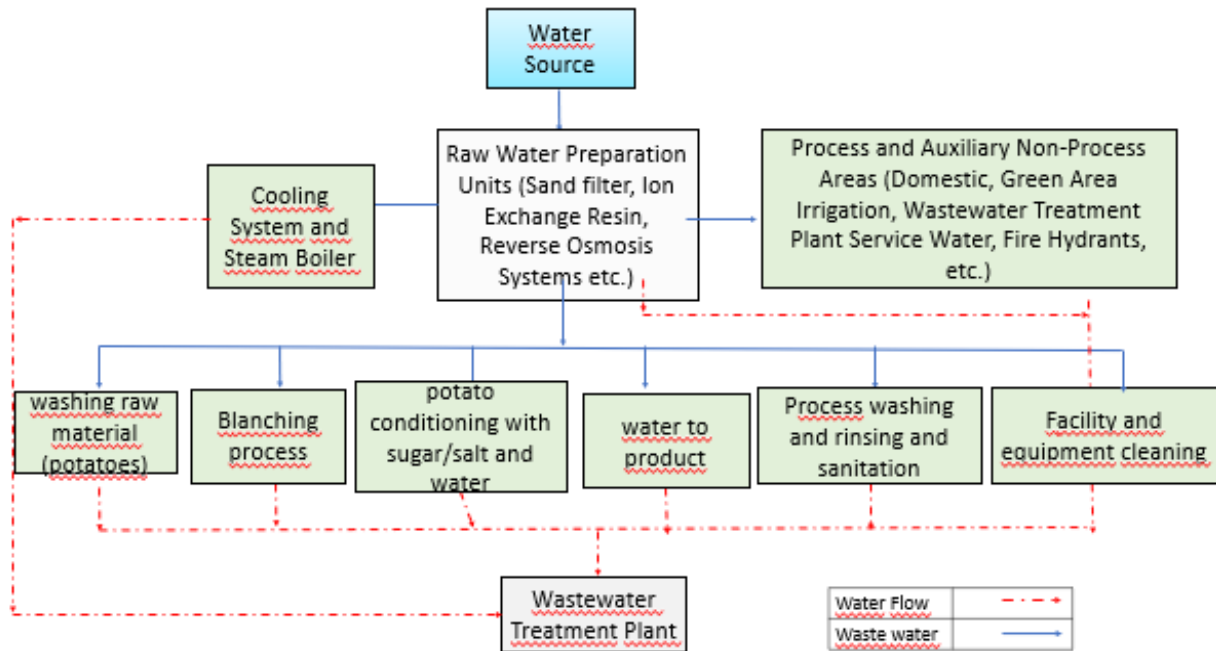 Water
Source
Raw Water Preparation
Units (Sand filter, Ion
Exchange Resin,
Reverse Osmosis
Systems etc.)
Cooling
System and
Steam Boiler
Process and Auxiliary Non-Process
Areas (Domestic, Green Area
Irrigation, Wastewater Treatment
Plant Service Water, Fire Hydrants,
etc.)
washing raw
material
(potatoes)
Blanching
process
potato
conditioning with
sugar/salt and
water
water to
product
Process washing
and rinsing and
sanitation
Facility and
equipment cleaning
Wastewater
Treatment Plant
Water Flow
Waste water